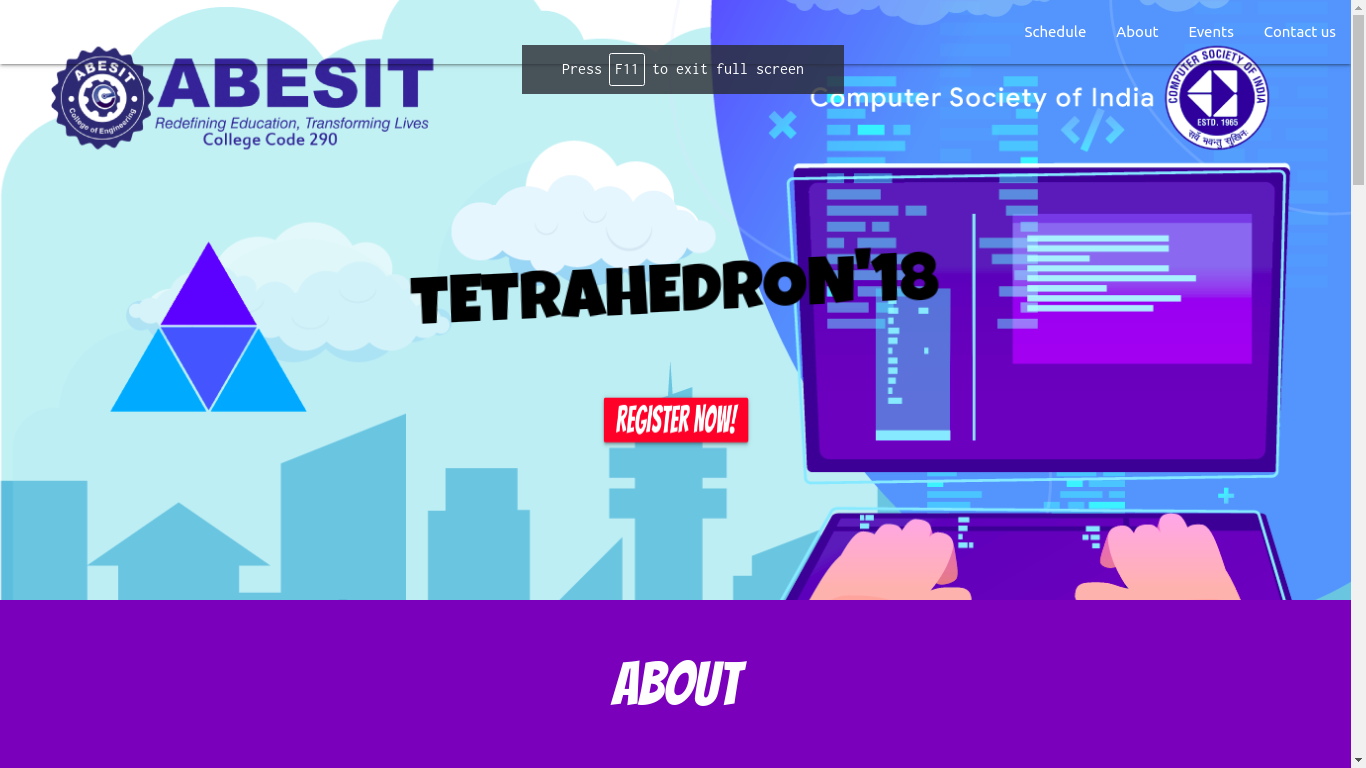 Schedule About Events Contact us
Press F11 to exit full screen
ABESIT
College of Engineering
ABESIT
Redefining Education, Transforming Lives
College Code 290
Computer Society of India
COMPUTER SOCIETY OF INDIA
ESTD. 1965
सर्वे भवन्तु सुखिनः
TETRAHEDRON'18
REGISTER NOW!
ABOUT